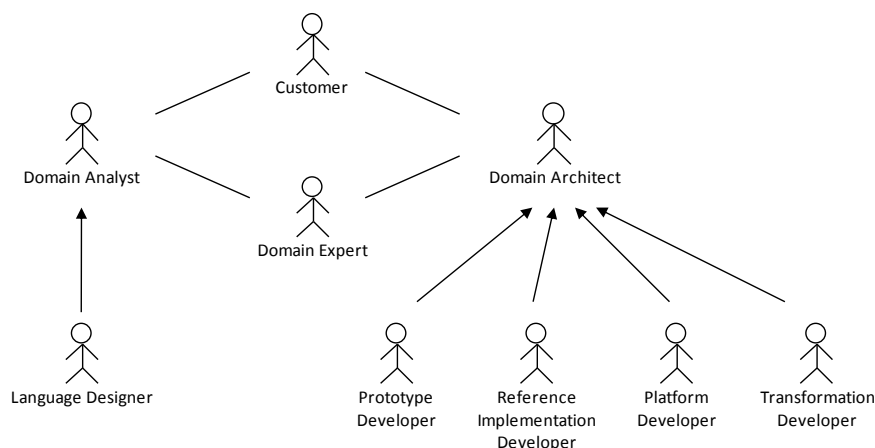 Customer
Domain Analyst
Domain Architect
Domain Expert
Language Designer
Prototype
Developer
Reference
Implementation
Developer
Platform
Developer
Transformation
Developer